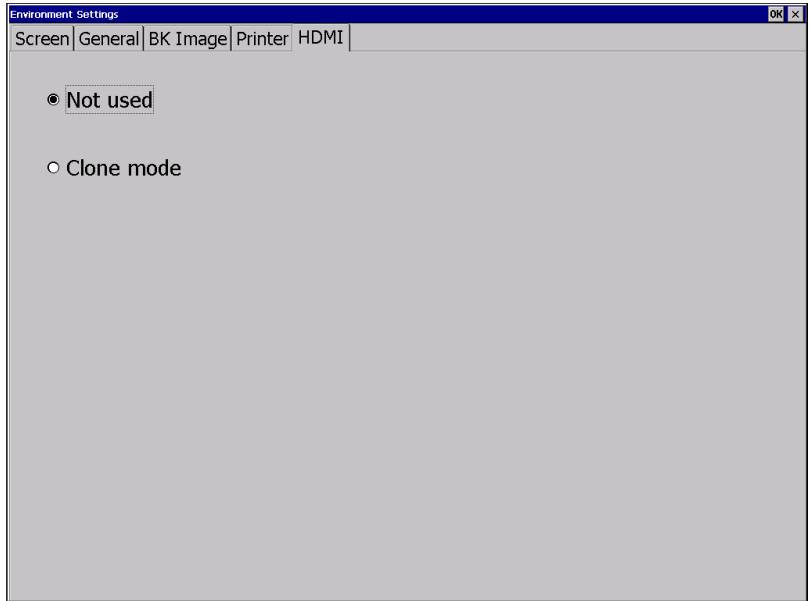 Environment Settings OK ×
Screen General BK Image Printer HDMI
Not used
Clone mode